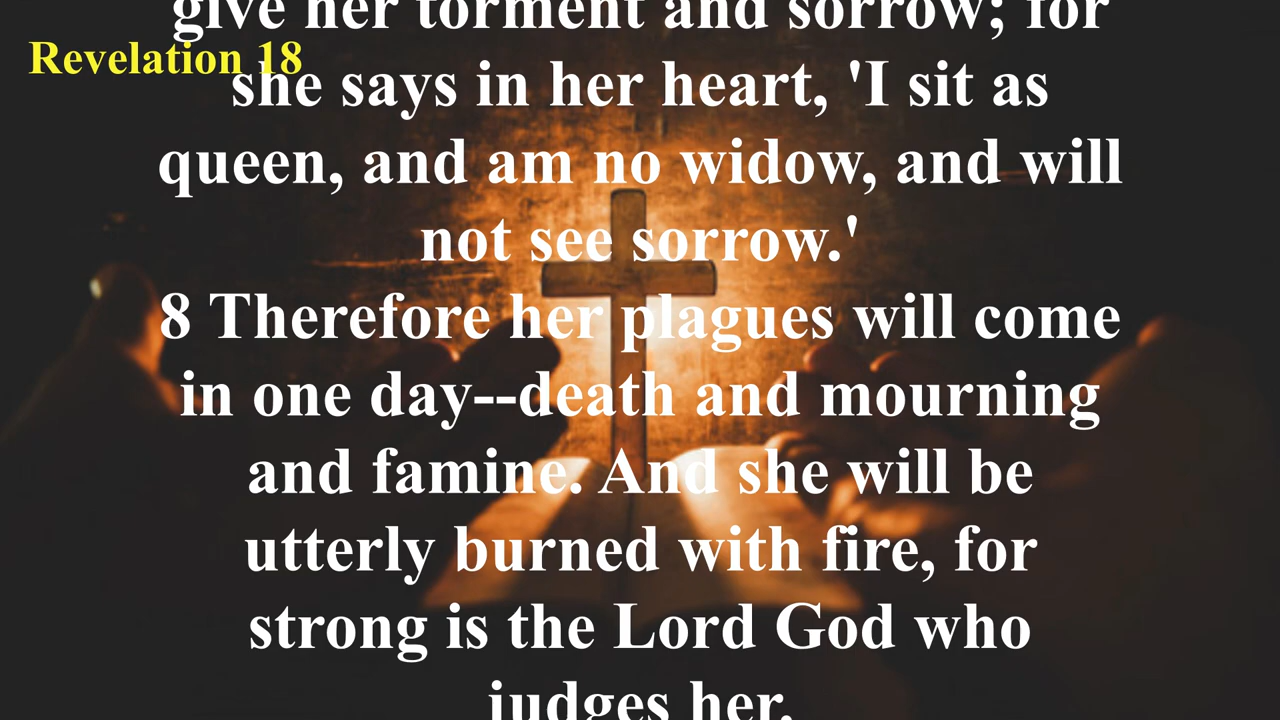 give her torment and sorrow; for
Revelation 18
she says in her heart, 'I sit as
queen, and am no widow, and will
not see sorrow.'
8 Therefore her plagues will come
in one day--death and mourning
and famine. And she will be
utterly burned with fire, for
strong is the Lord God who
judges her.